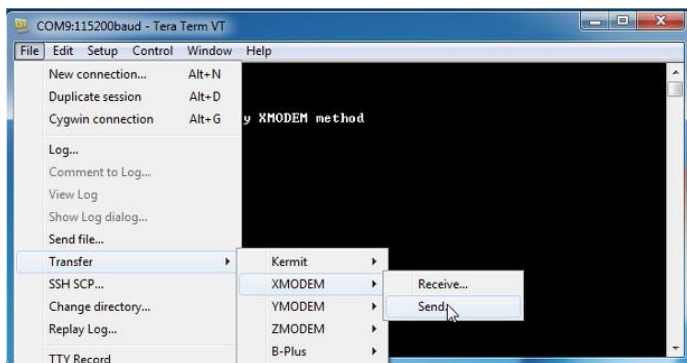 COM9:115200baud - Tera Term VT
File Edit Setup Control Window Help
New connection... Alt+N
Duplicate session Alt+D
Cygwin connection Alt+G
y XMODEM method
Log...
Comment to Log...
View Log
Show Log dialog...
Send file...
Transfer
Kermit
SSH SCP...
XMODEM
Receive...
Change directory...
YMODEM
Send...
Replay Log...
ZMODEM
TTY Record
B-Plus